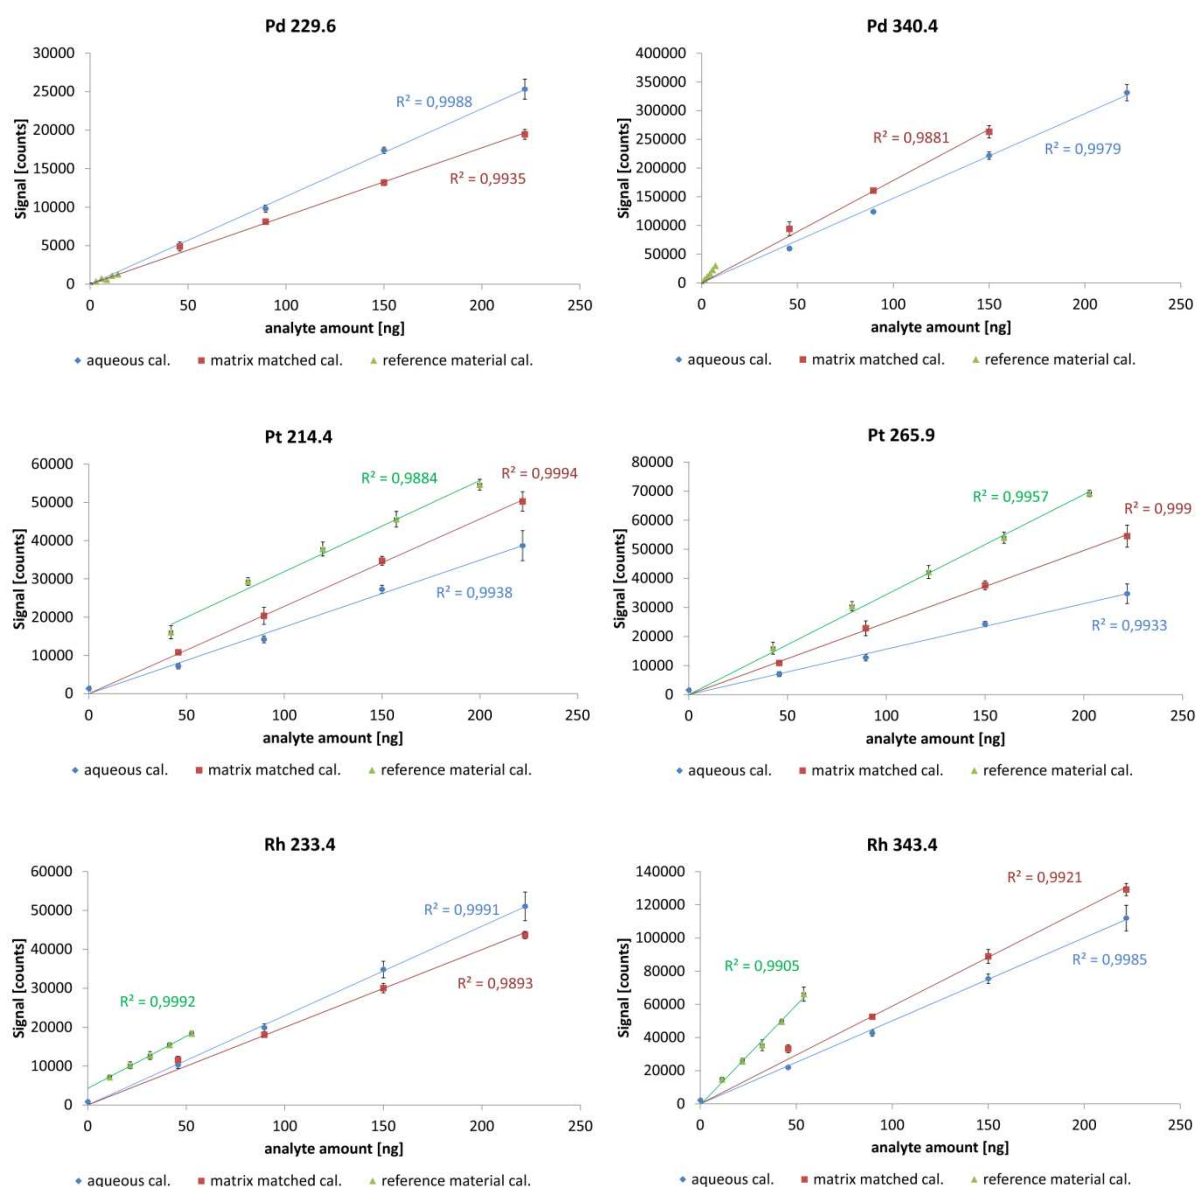 Pd 229.6
30000
25000
20000
15000
10000
5000
0
Signal [counts]
R² = 0,9988
R² = 0,9935
0 50 100 150 200 250
analyte amount [ng]
aqueous cal. matrix matched cal. reference material cal.
Pd 340.4
400000
350000
300000
250000
200000
150000
100000
50000
0
Signal [counts]
R² = 0,9881
R² = 0,9979
0 50 100 150 200 250
analyte amount [ng]
aqueous cal. matrix matched cal. reference material cal.
Pt 214.4
60000
50000
40000
30000
20000
10000
0
Signal [counts]
R² = 0,9884
R² = 0,9994
R² = 0,9938
0 50 100 150 200 250
analyte amount [ng]
aqueous cal. matrix matched cal. reference material cal.
Pt 265.9
80000
70000
60000
50000
40000
30000
20000
10000
0
Signal [counts]
R² = 0,9957
R² = 0,999
R² = 0,9933
0 50 100 150 200 250
analyte amount [ng]
aqueous cal. matrix matched cal. reference material cal.
Rh 233.4
60000
50000
40000
30000
20000
10000
0
Signal [counts]
R² = 0,9991
R² = 0,9893
R² = 0,9992
0 50 100 150 200 250
analyte amount [ng]
aqueous cal. matrix matched cal. reference material cal.
Rh 343.4
140000
120000
100000
80000
60000
40000
20000
0
Signal [counts]
R² = 0,9921
R² = 0,9905
R² = 0,9985
0 50 100 150 200 250
analyte amount [ng]
aqueous cal. matrix matched cal. reference material cal.